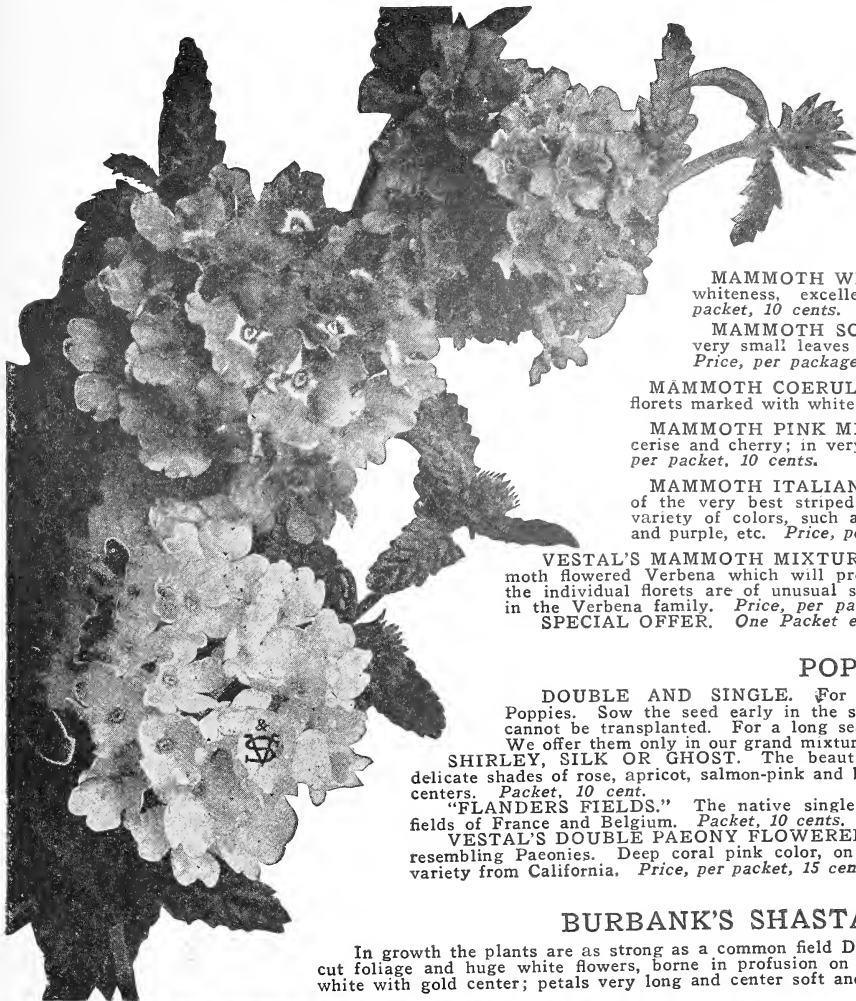 MAMMOTH
whiteness, excelle
packet, 10 cents.
MAMMOTH SC
very small leaves
Price, per package
MAMMOTH COERUL
florets marked with white
MAMMOTH PINK MI
cerise and cherry; in very
per packet, 10 cents.
MAMMOTH ITALIAN
of the very best striped
variety of colors, such a
and purple, etc. Price, pe
VESTAL'S MAMMOTH MIXTUR
moth flowered Verbena which will pr
the individual florets are of unusual s
in the Verbena family. Price, per pa
SPECIAL OFFER. One Packet e
POP
DOUBLE AND SINGLE. For
Poppies. Sow the seed early in the s
cannot be transplanted. For a long se
We offer them only in our grand mixtur
SHIRLEY, SILK OR GHOST. The beaut
delicate shades of rose, apricot, salmon-pink and
centers. Packet, 10 cent.
"FLANDERS FIELDS." The native single
fields of France and Belgium. Packet, 10 cents.
VESTAL'S DOUBLE PAEONY FLOWERE
resembling Paeonies. Deep coral pink color, on
variety from California. Price, per packet, 15 cen
BURBANK'S SHASTA
In growth the plants are as strong as a common field D
cut foliage and huge white flowers, borne in profusion on
white with gold center; petals very long and center soft an